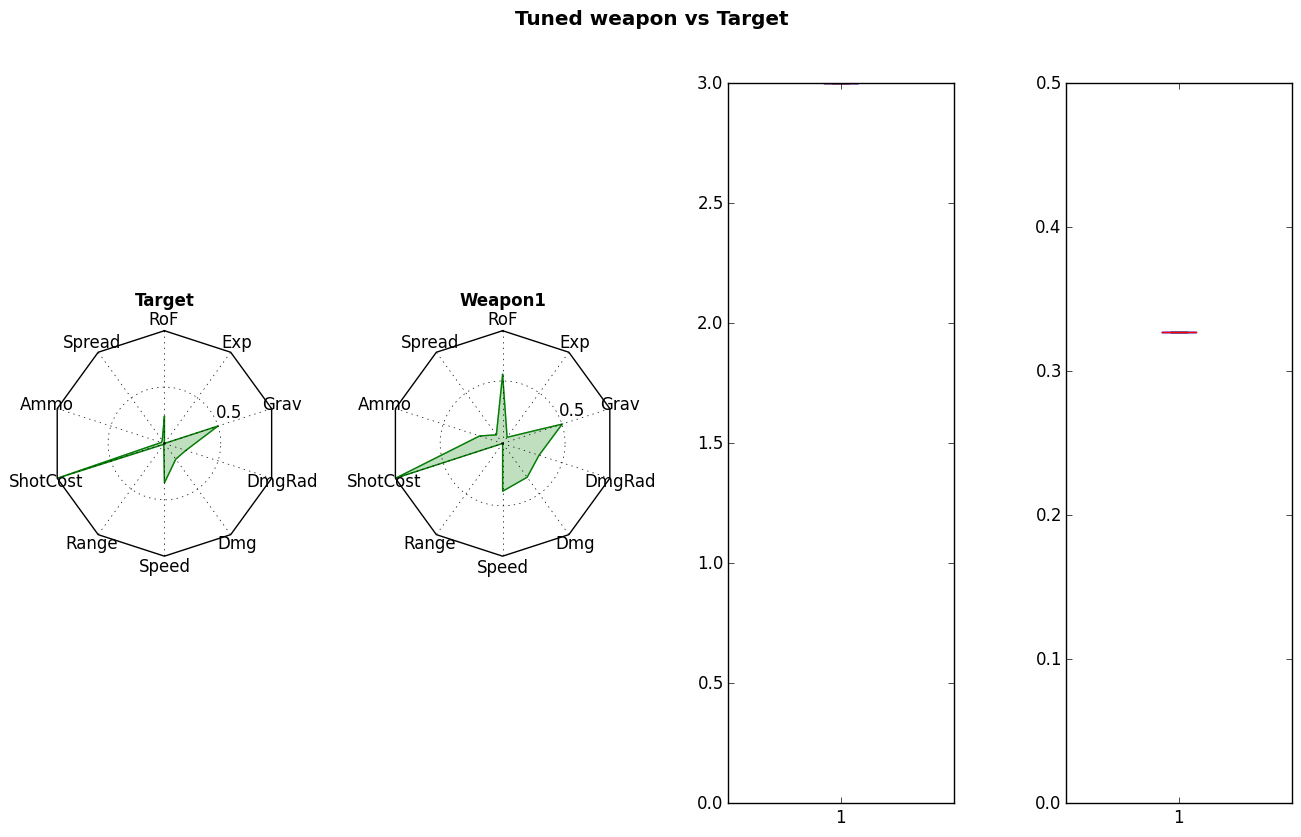 Tuned weapon vs Target
Target
RoF
Exp
Spread
Grav
Ammo
0.5
ShotCost
DmgRad
Range
Dmg
Speed
Weapon1
RoF
Exp
Spread
Grav
Ammo
0.5
ShotCost
DmgRad
Range
Dmg
Speed
3.0
2.5
2.0
1.5
1.0
0.5
0.0
1
0.5
0.4
0.3
0.2
0.1
0.0
1